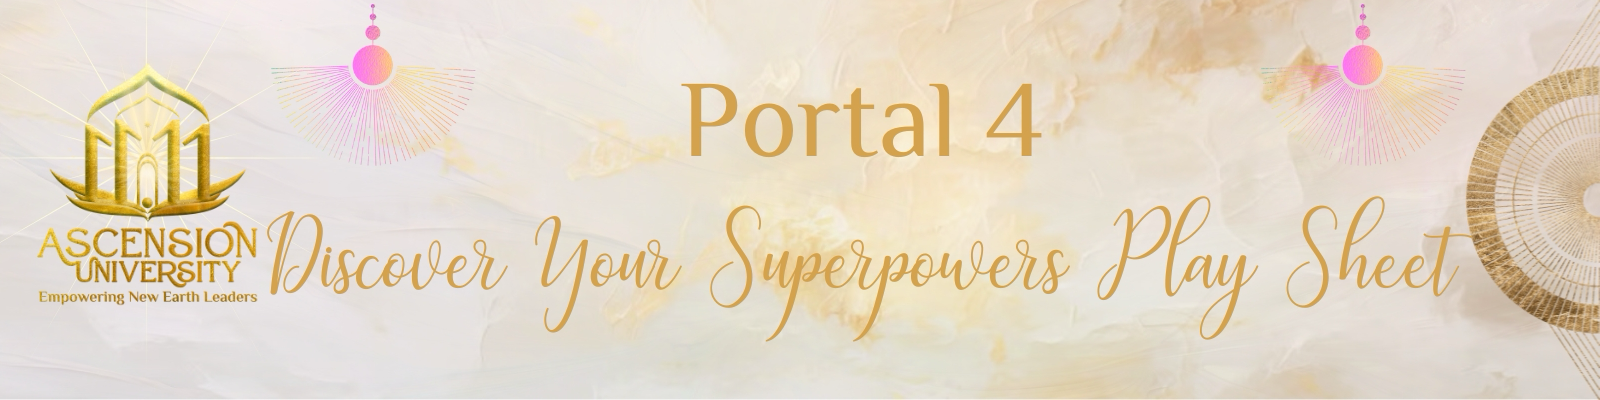 Portal 4
Discover Your Superpowers Play Sheet
ASCENSION
UNIVERSITY
Empowering New Earth Leaders